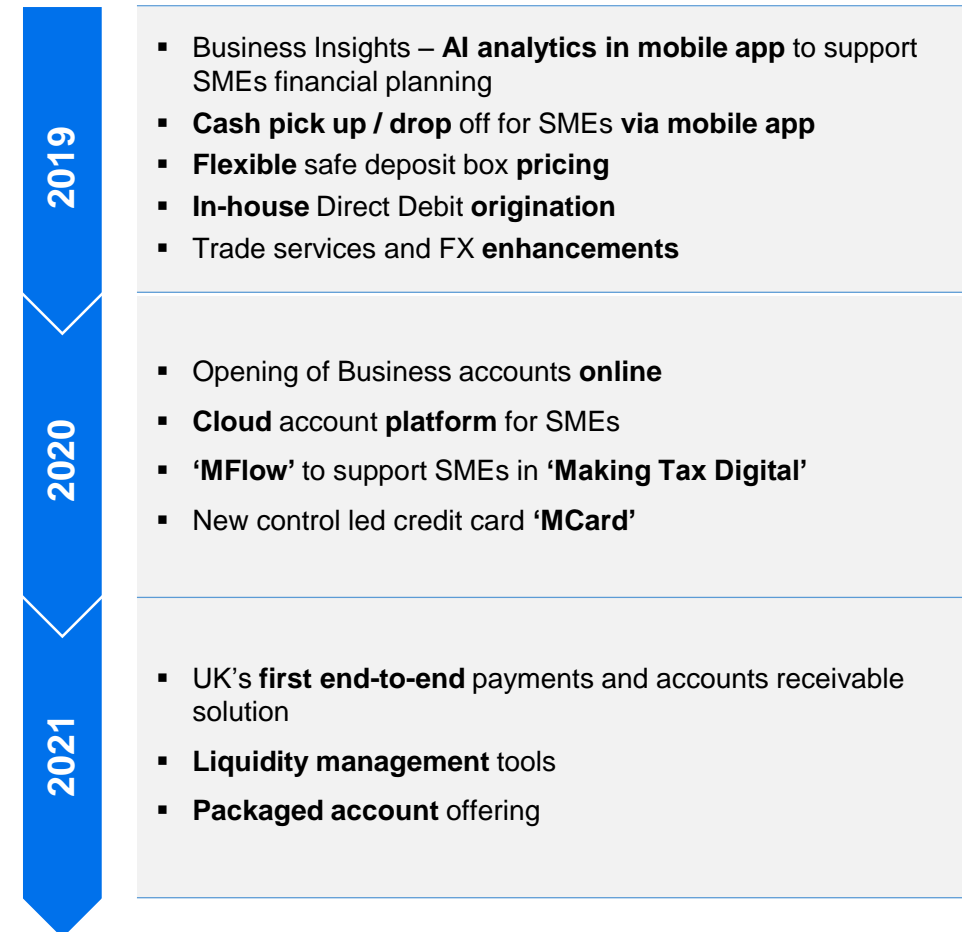 2019
▪ Business Insights – AI analytics in mobile app to support
SMEs financial planning
▪ Cash pick up / drop off for SMEs via mobile app
▪ Flexible safe deposit box pricing
▪ In-house Direct Debit origination
▪ Trade services and FX enhancements
2020
▪ Opening of Business accounts online
▪ Cloud account platform for SMEs
▪ ‘MFlow’ to support SMEs in ‘Making Tax Digital’
▪ New control led credit card ‘MCard’
2021
▪ UK’s first end-to-end payments and accounts receivable
solution
▪ Liquidity management tools
▪ Packaged account offering